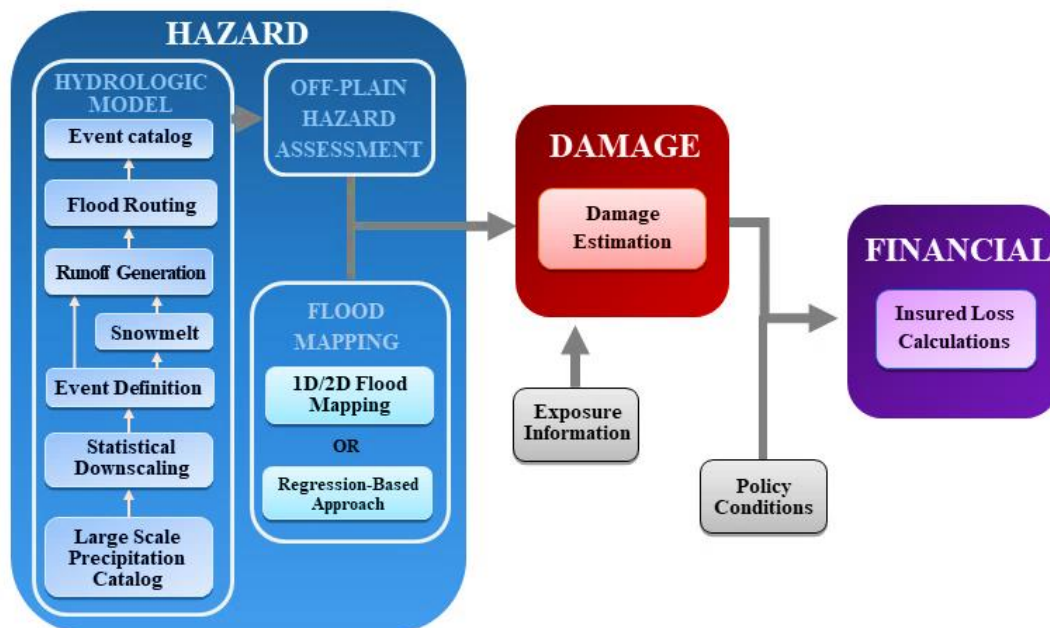 HAZARD
HYDROLOGIC
MODEL
Event catalog
Flood Routing
Runoff Generation
Snowmelt
Event Definition
Statistical
Downscaling
Large Scale
Precipitation
Catalog
OFF-PLAIN
HAZARD
ASSESSMENT
FLOOD
MAPPING
1D/2D Flood
Mapping
OR
Regression-Based
Approach
DAMAGE
Damage
Estimation
Exposure
Information
Policy
Conditions
FINANCIAL
Insured Loss
Calculations